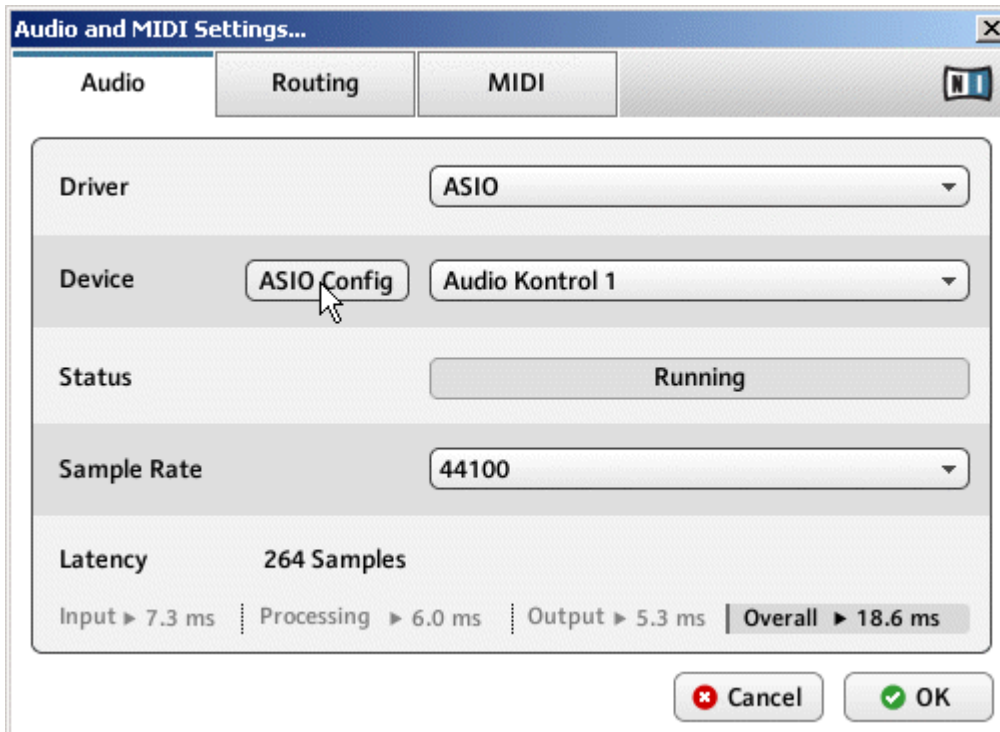 Audio and MIDI Settings...
Audio Routing MIDI NI
Driver ASIO
Device ASIO Config Audio Kontrol 1
Status Running
Sample Rate 44100
Latency 264 Samples
Input ▸ 7.3 ms Processing ▸ 6.0 ms Output ▸ 5.3 ms Overall ▸ 18.6 ms
Cancel OK